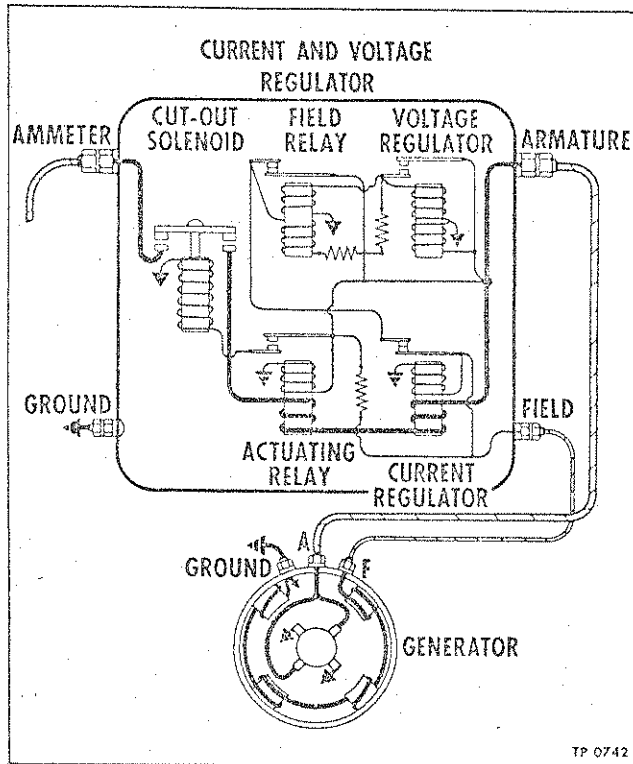 CURRENT AND VOLTAGE
REGULATOR
CUT-OUT
SOLENOID
FIELD
RELAY
VOLTAGE
REGULATOR
AMMETER
ARMATURE
GROUND
FIELD
ACTUATING
RELAY
CURRENT
REGULATOR
GROUND
A
F
GENERATOR
TP 0742